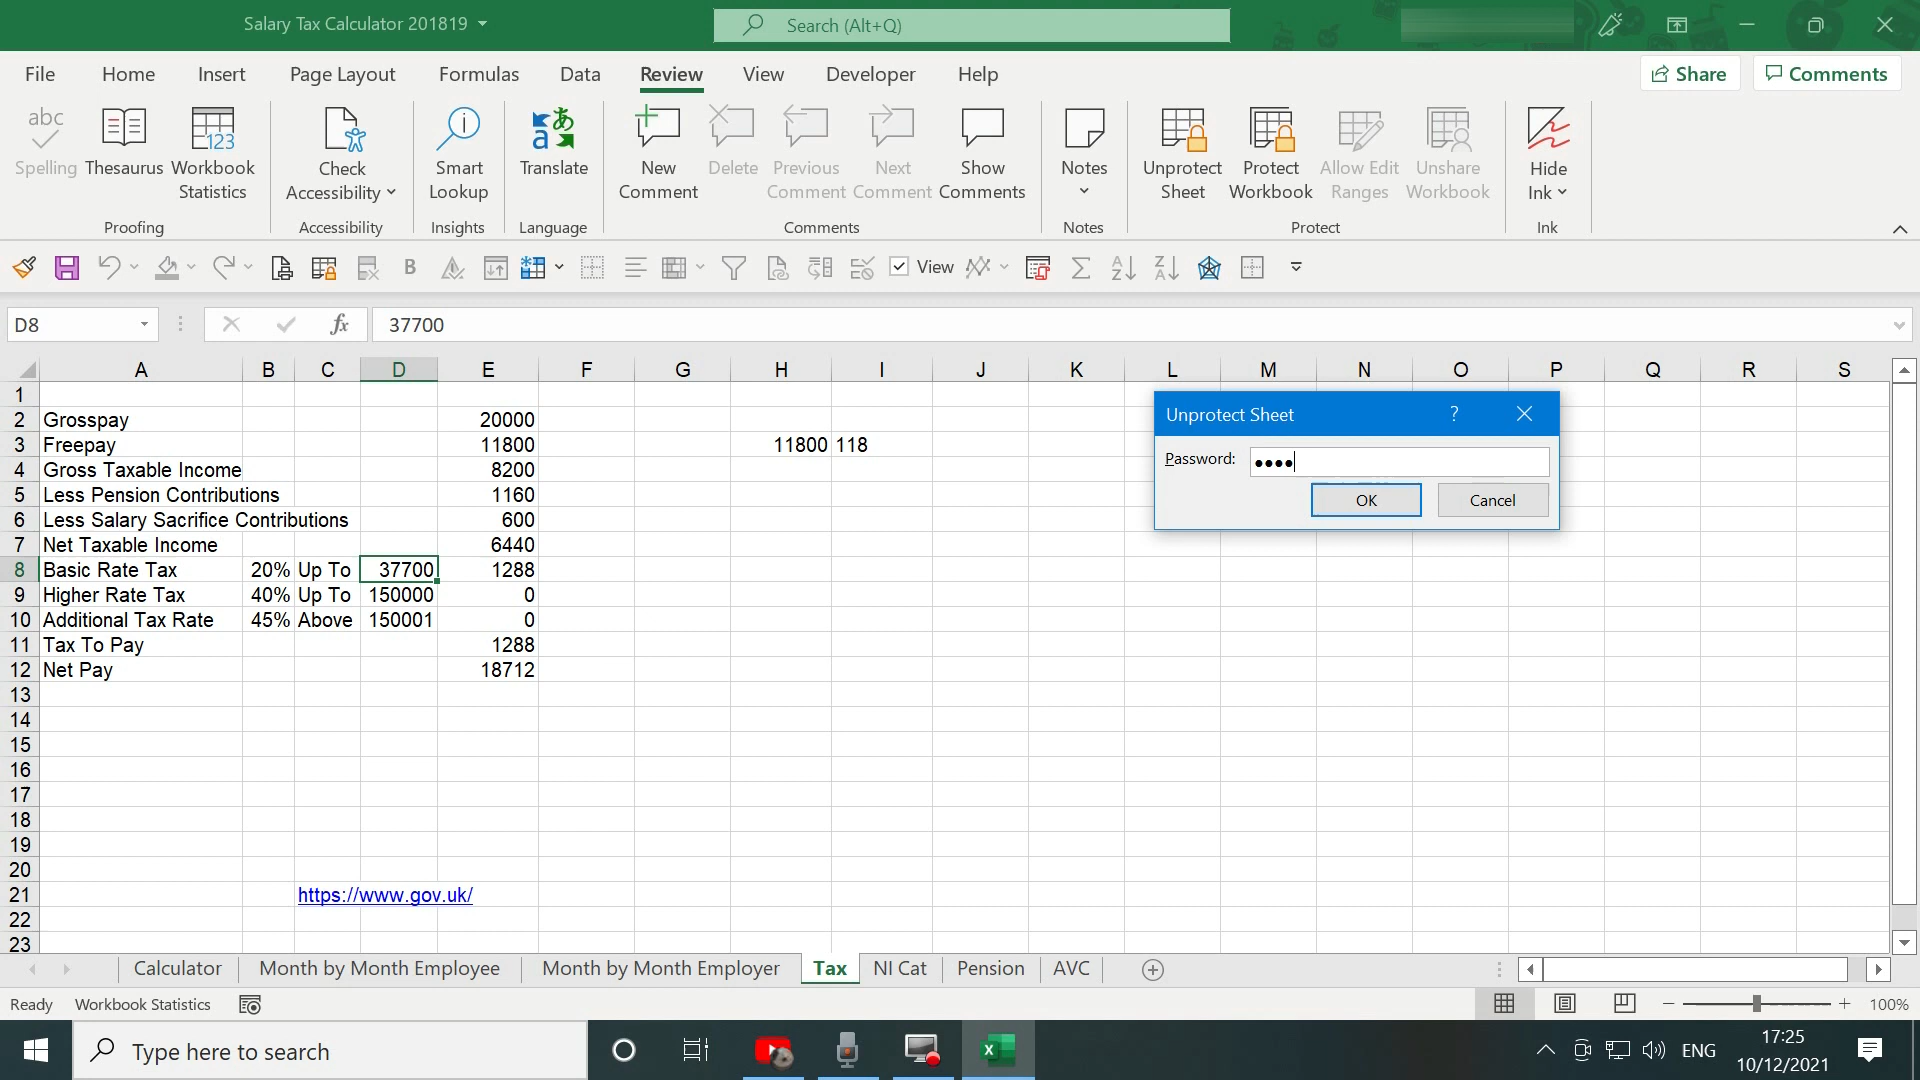 Salary Tax Calculator 201819
Search (Alt+Q)
File Home Insert Page Layout Formulas Data Review View Developer Help
Share Comments
abc
Spelling Thesaurus Workbook Statistics
Check Accessibility
Smart Lookup
Translate
New Comment Delete Previous Comment Next Comment Show Comments
Notes
Unprotect Sheet Protect Workbook Allow Edit Ranges Unshare Workbook
Hide Ink
Proofing Accessibility Insights Language Comments Notes Protect Ink
View
D8 fx 37700
A B C D E F G H I J K L M N O P Q R S
1
2 Grosspay 20000
3 Freepay 11800 11800 118
4 Gross Taxable Income 8200
5 Less Pension Contributions 1160
6 Less Salary Sacrifice Contributions 600
7 Net Taxable Income 6440
8 Basic Rate Tax 20% Up To 37700 1288
9 Higher Rate Tax 40% Up To 150000 0
10 Additional Tax Rate 45% Above 150001 0
11 Tax To Pay 1288
12 Net Pay 18712
13
14
15
16
17
18
19
20
21 https://www.gov.uk/
22
23
Unprotect Sheet ?
Password: ••••
OK Cancel
Calculator Month by Month Employee Month by Month Employer Tax NI Cat Pension AVC
Ready Workbook Statistics 100%
Type here to search
ENG
17:25
10/12/2021